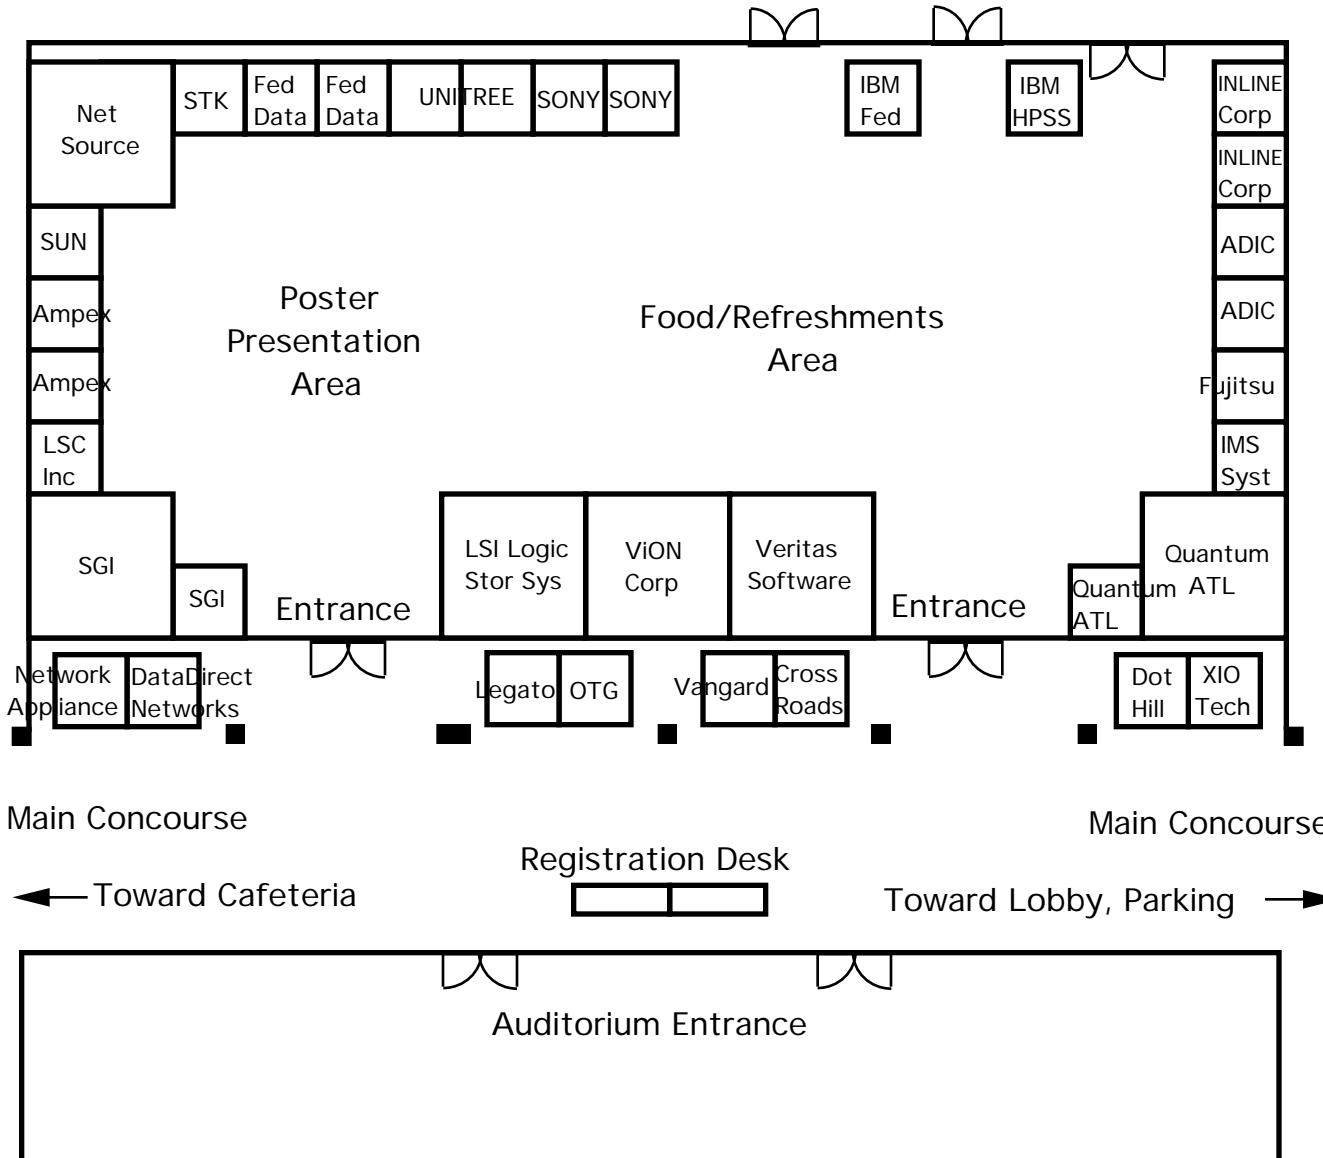 Net
Source
STK
Fed
Data
Fed
Data
UNITREE
SONY
SONY
IBM
Fed
IBM
HPSS
INLINE
Corp
INLINE
Corp
SUN
ADIC
Ampex
Poster
Presentation
Area
Food/Refreshments
Area
ADIC
Ampex
Fujitsu
LSC
Inc
IMS
Syst
SGI
SGI
Entrance
LSI Logic
Stor Sys
ViON
Corp
Veritas
Software
Entrance
Quantum
ATL
Quantum
ATL
Network
Appliance
DataDirect
Networks
Legato
OTG
Vangard
Cross
Roads
Dot
Hill
XIO
Tech
Main Concourse
Main Concourse
Registration Desk
Toward Cafeteria
Toward Lobby, Parking
Auditorium Entrance